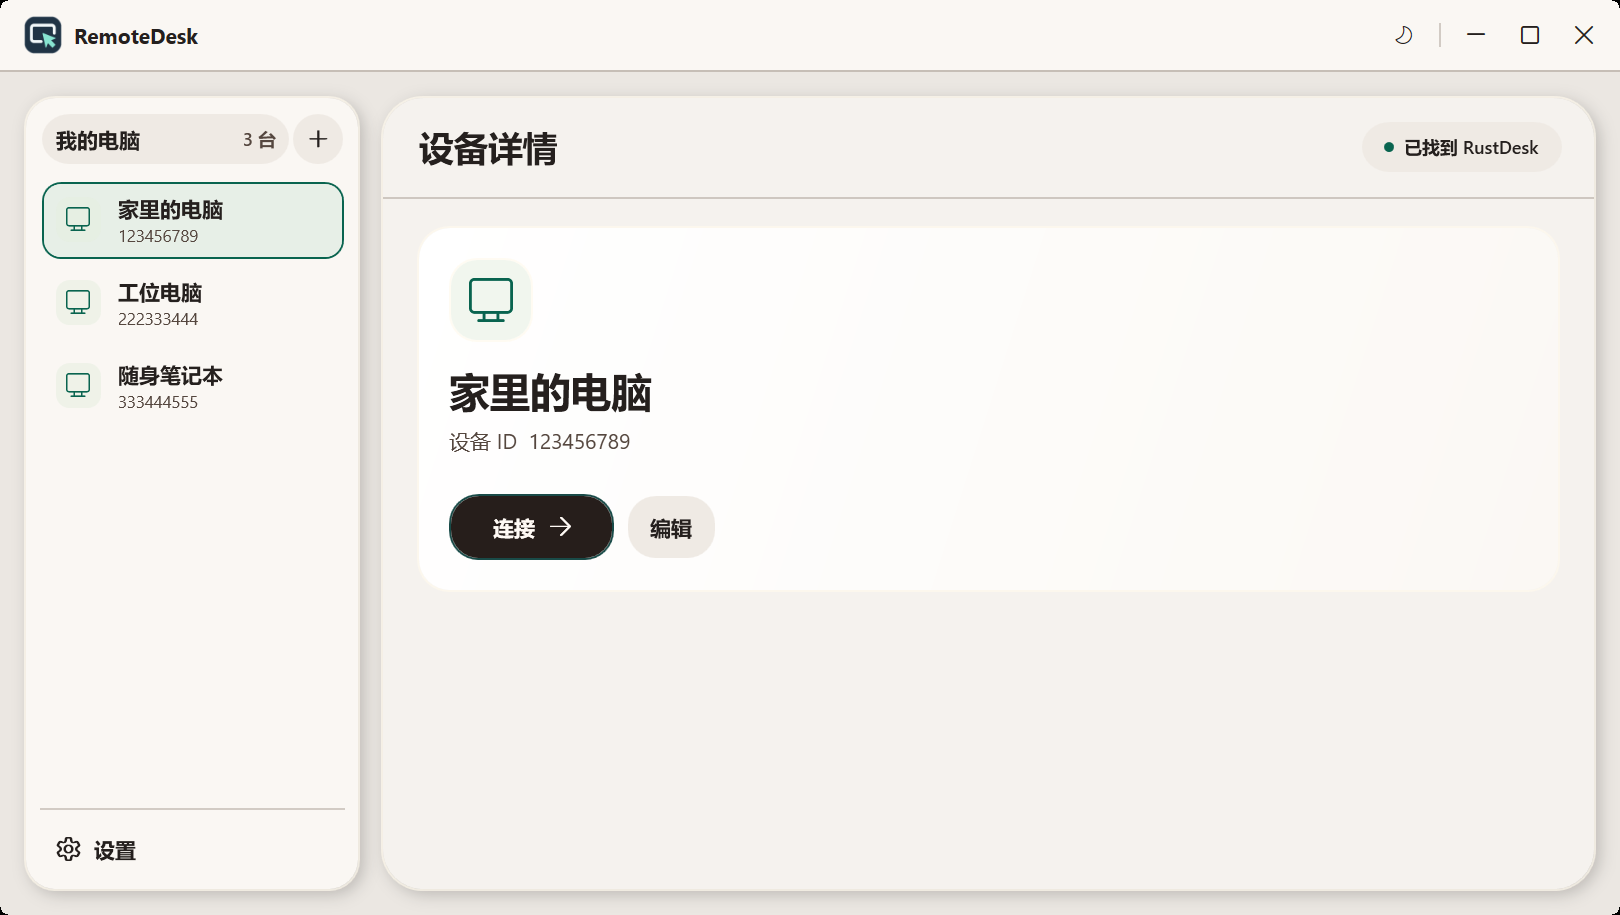 RemoteDesk
我的电脑
3 台
家里的电脑
123456789
工位电脑
222333444
随身笔记本
333444555
设置
设备详情
已找到 RustDesk
家里的电脑
设备 ID 123456789
连接
编辑